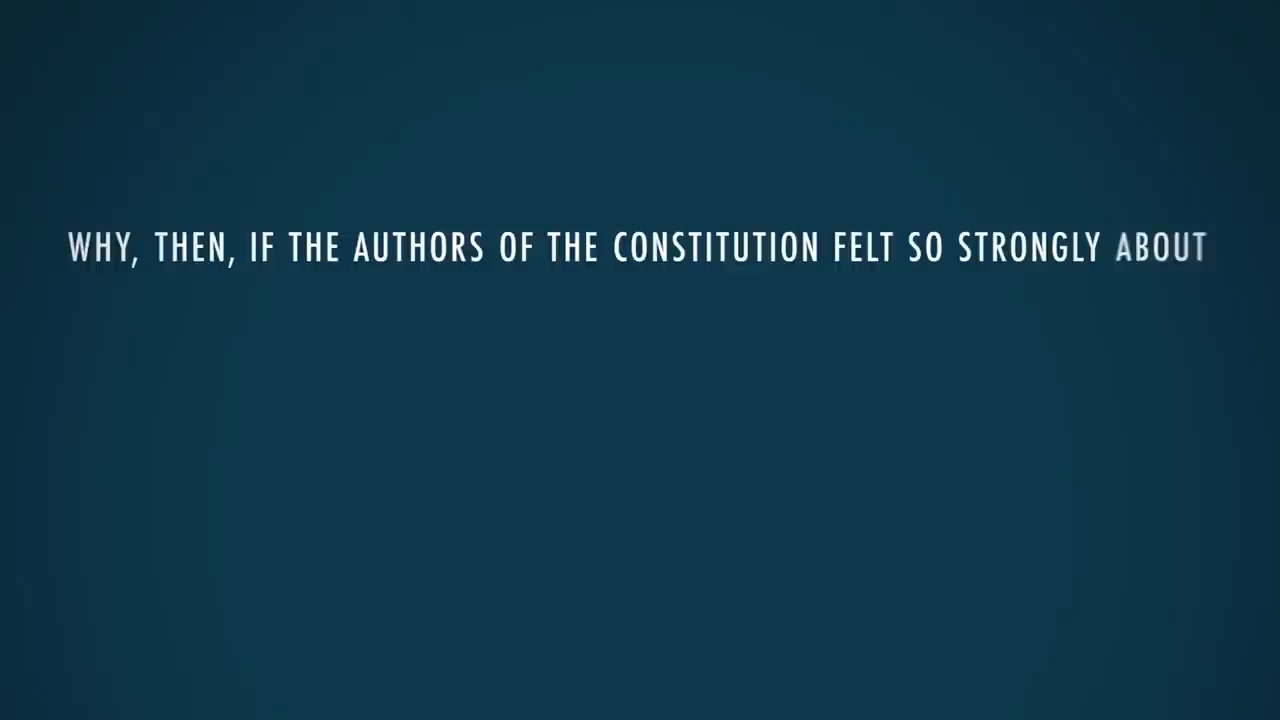 WHY, THEN, IF THE AUTHORS OF THE CONSTITUTION FELT SO STRONGLY ABOUT